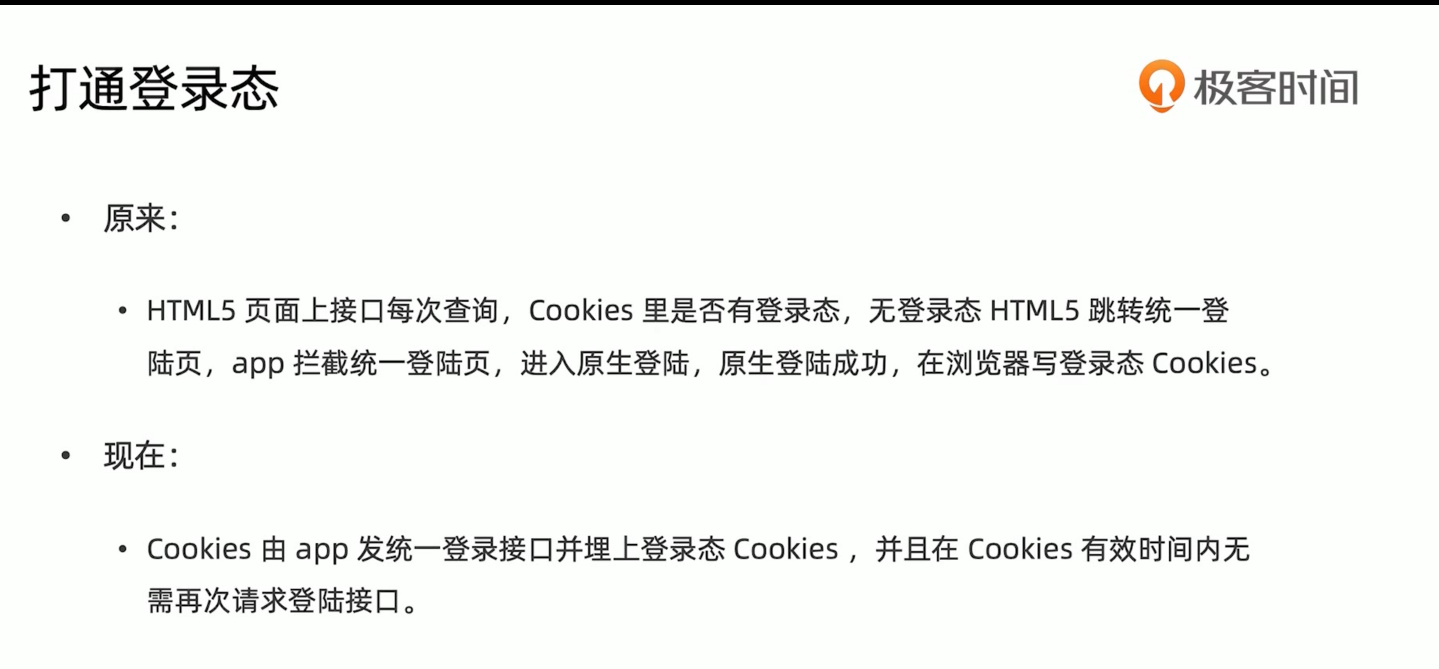 打通登录态
极客时间
• 原来：
• HTML5 页面上接口每次查询，Cookies 里是否有登录态，无登录态 HTML5 跳转统一登
陆页，app 拦截统一登陆页，进入原生登陆，原生登陆成功，在浏览器写登录态 Cookies。
• 现在：
• Cookies 由 app 发统一登录接口并埋上登录态 Cookies ，并且在 Cookies 有效时间内无
需再次请求登陆接口。